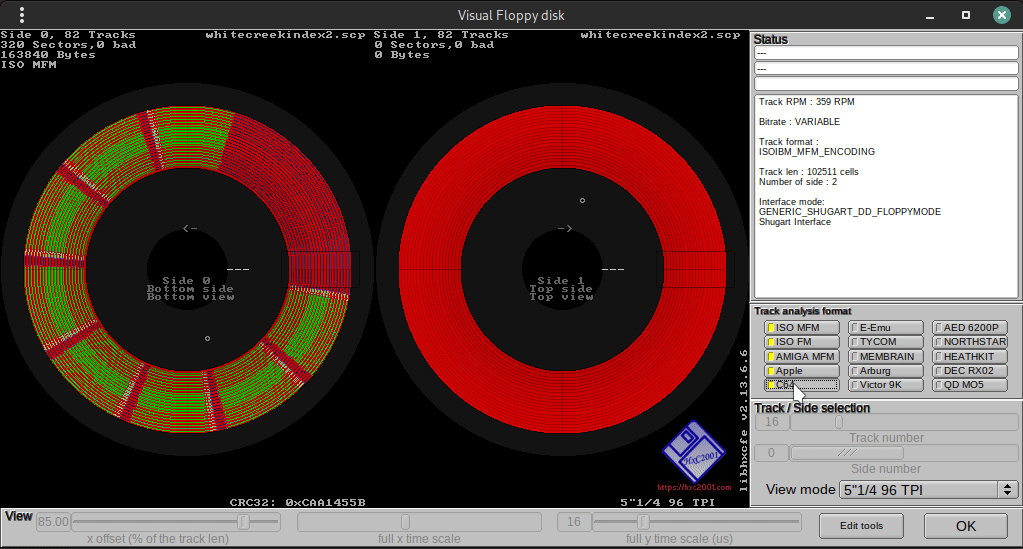 Visual Floppy disk
Side 0, 82 Tracks whitecreekindex2.scp
320 Sectors,0 bad
163840 Bytes
ISO MFM
Side 1, 82 Tracks whitecreekindex2.scp
0 Sectors,0 bad
0 Bytes
<-
---
Side 0
Bottom side
Bottom view
->
---
Side 1
Top side
Top view
libhxcfe v2.13.6.6
HxC2001
https://hxc2001.com
CRC32: 0xCAA1455B
5"1/4 96 TPI
Status
---
---
Track RPM : 359 RPM
Bitrate : VARIABLE
Track format :
ISOIBM_MFM_ENCODING
Track len : 102511 cells
Number of side : 2
Interface mode:
GENERIC_SHUGART_DD_FLOPPYMODE
Shugart Interface
Track analysis format
ISO MFM E-Emu AED 6200P
ISO FM TYCOM NORTHSTAR
AMIGA MFM MEMBRAIN HEATHKIT
Apple Arburg DEC RX02
C64 Victor 9K QD MO5
Track / Side selection
16
Track number
0
Side number
View mode 5"1/4 96 TPI
View
85.00
x offset (% of the track len)
full x time scale
16
full y time scale (us)
Edit tools
OK